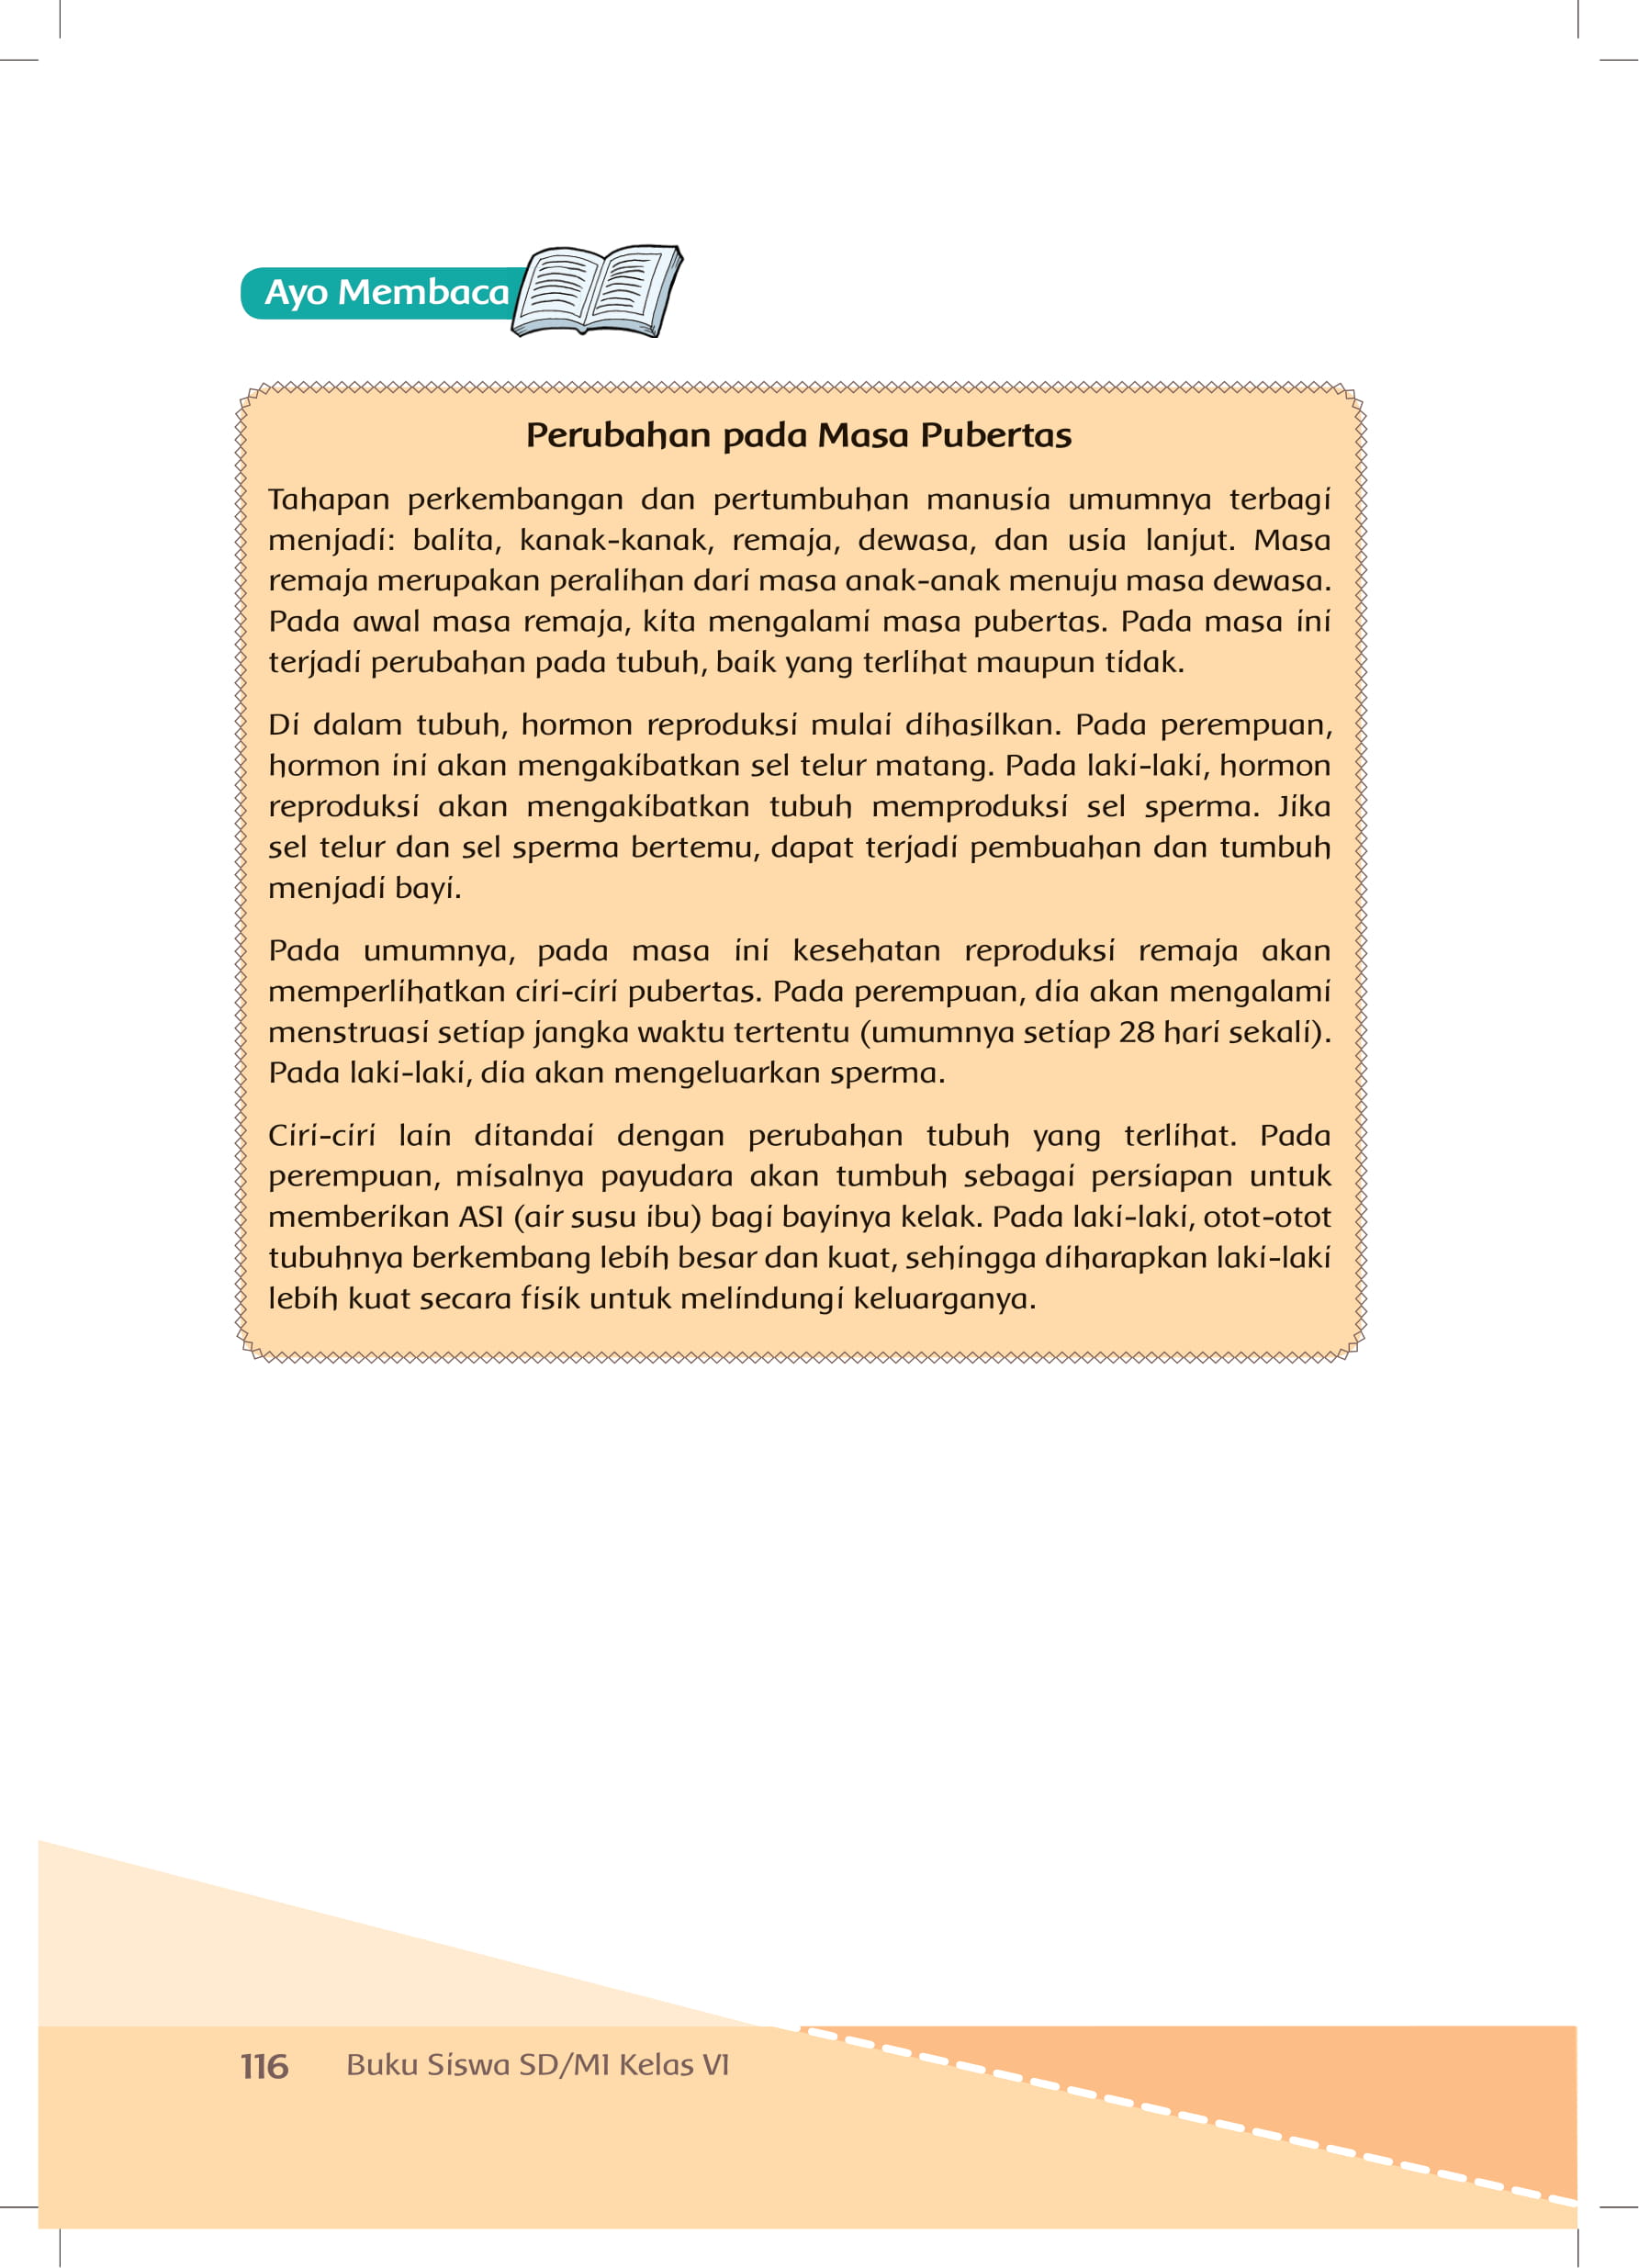 Ayo Membaca
Perubahan pada Masa Pubertas
Tahapan perkembangan dan pertumbuhan manusia umumnya terbagi
menjadi: balita, kanak-kanak, remaja, dewasa, dan usia lanjut. Masa
remaja merupakan peralihan dari masa anak-anak menuju masa dewasa.
Pada awal masa remaja, kita mengalami masa pubertas. Pada masa ini
terjadi perubahan pada tubuh, baik yang terlihat maupun tidak.
Di dalam tubuh, hormon reproduksi mulai dihasilkan. Pada perempuan,
hormon ini akan mengakibatkan sel telur matang. Pada laki-laki, hormon
reproduksi akan mengakibatkan tubuh memproduksi sel sperma. Jika
sel telur dan sel sperma bertemu, dapat terjadi pembuahan dan tumbuh
menjadi bayi.
Pada umumnya, pada masa ini kesehatan reproduksi remaja akan
memperlihatkan ciri-ciri pubertas. Pada perempuan, dia akan mengalami
menstruasi setiap jangka waktu tertentu (umumnya setiap 28 hari sekali).
Pada laki-laki, dia akan mengeluarkan sperma.
Ciri-ciri lain ditandai dengan perubahan tubuh yang terlihat. Pada
perempuan, misalnya payudara akan tumbuh sebagai persiapan untuk
memberikan ASI (air susu ibu) bagi bayinya kelak. Pada laki-laki, otot-otot
tubuhnya berkembang lebih besar dan kuat, sehingga diharapkan laki-laki
lebih kuat secara fisik untuk melindungi keluarganya.
116 Buku Siswa SD/MI Kelas VI